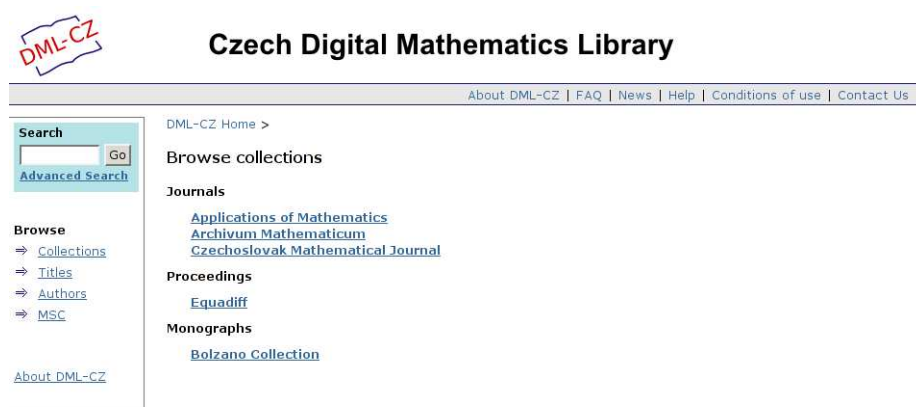 DML-CZ
Czech Digital Mathematics Library
About DML-CZ | FAQ | News | Help | Conditions of use | Contact Us
Search
Go
Advanced Search
Browse
⇒ Collections
⇒ Titles
⇒ Authors
⇒ MSC
About DML-CZ
DML-CZ Home >
Browse collections
Journals
Applications of Mathematics
Archivum Mathematicum
Czechoslovak Mathematical Journal
Proceedings
Equadiff
Monographs
Bolzano Collection